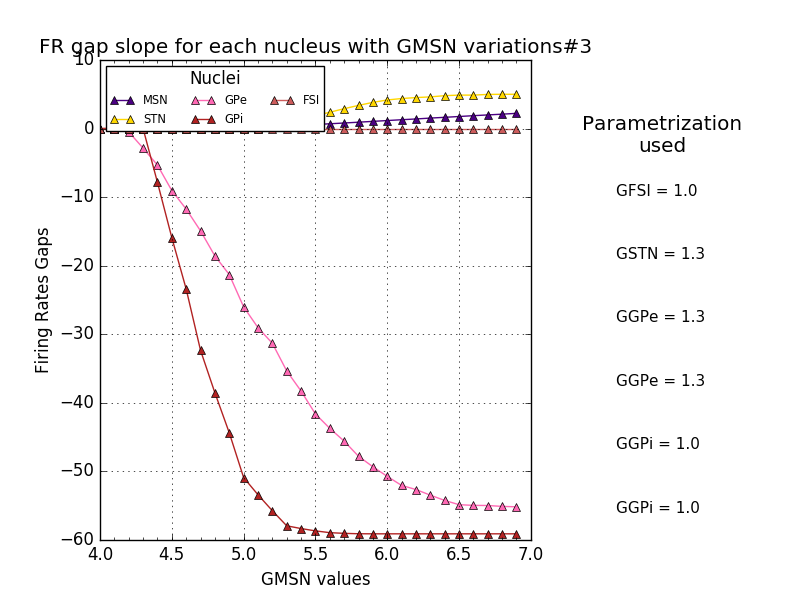 FR gap slope for each nucleus with GMSN variations#3
Nuclei
MSN GPe FSI
STN GPi
10
0
−10
−20
−30
−40
−50
−60
Firing Rates Gaps
4.0 4.5 5.0 5.5 6.0 6.5 7.0
GMSN values
Parametrization
used
GFSI = 1.0
GSTN = 1.3
GGPe = 1.3
GGPe = 1.3
GGPi = 1.0
GGPi = 1.0